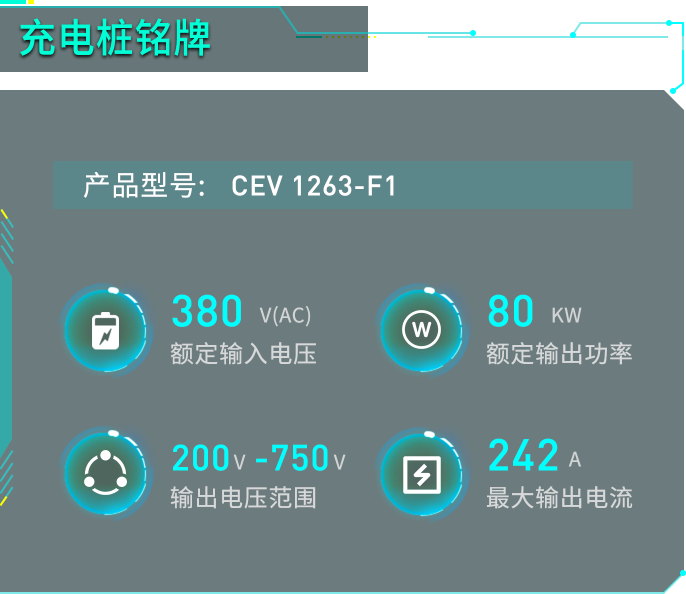 充电桩铭牌
产品型号: CEV 1263-F1
380 V(AC)
额定输入电压
80 KW
额定输出功率
200V -750V
输出电压范围
242 A
最大输出电流
W